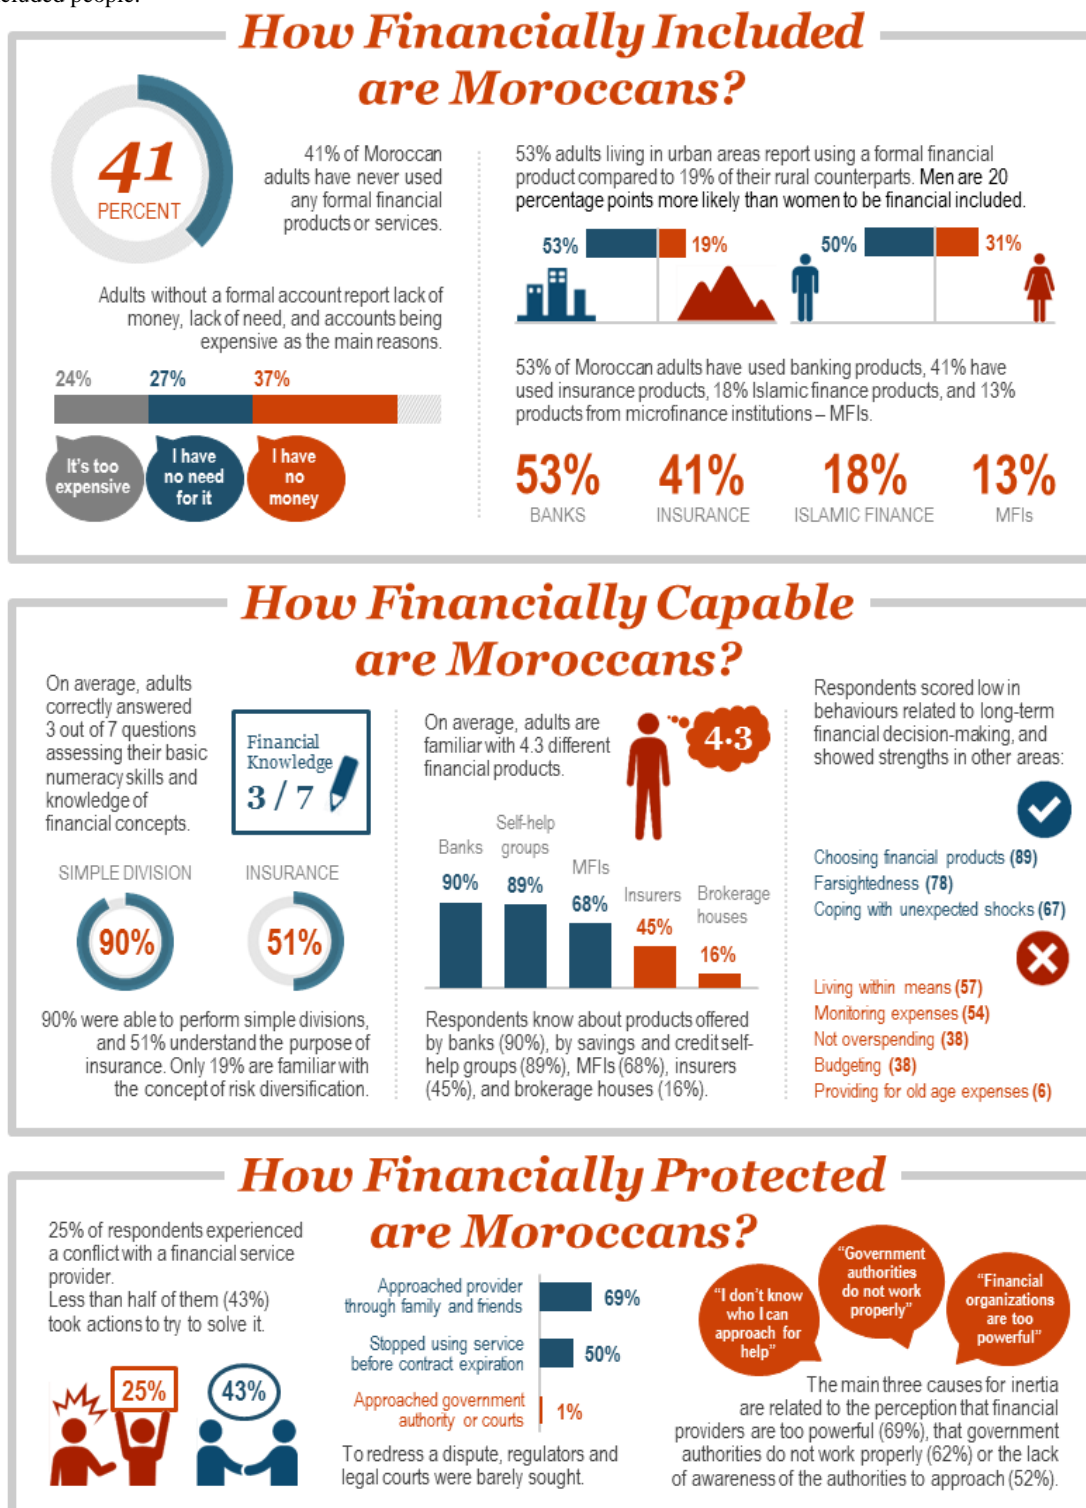 cluded people.
How Financially Included
are Moroccans?
41
PERCENT
41% of Moroccan
adults have never used
any formal financial
products or services.
Adults without a formal account report lack of
money, lack of need, and accounts being
expensive as the main reasons.
24%
27%
37%
It's too
expensive
I have
no need
for it
I have
no
money
53% adults living in urban areas report using a formal financial
product compared to 19% of their rural counterparts. Men are 20
percentage points more likely than women to be financial included.
53%
19%
50%
31%
53% of Moroccan adults have used banking products, 41% have
used insurance products, 18% Islamic finance products, and 13%
products from microfinance institutions – MFIs.
53%
41%
18%
13%
BANKS
INSURANCE
ISLAMIC FINANCE
MFIs
How Financially Capable
are Moroccans?
On average, adults
correctly answered
3 out of 7 questions
assessing their basic
numeracy skills and
knowledge of
financial concepts.
Financial
Knowledge
3 / 7
SIMPLE DIVISION
INSURANCE
90%
51%
90% were able to perform simple divisions,
and 51% understand the purpose of
insurance. Only 19% are familiar with
the concept of risk diversification.
On average, adults are
familiar with 4.3 different
financial products.
4.3
Banks
Self-help
groups
MFIs
Insurers
Brokerage
houses
90%
89%
68%
45%
16%
Respondents know about products offered
by banks (90%), by savings and credit self-
help groups (89%), MFIs (68%), insurers
(45%), and brokerage houses (16%).
Respondents scored low in
behaviours related to long-term
financial decision-making, and
showed strengths in other areas:
Choosing financial products (89)
Farsightedness (78)
Coping with unexpected shocks (67)
Living within means (57)
Monitoring expenses (54)
Not overspending (38)
Budgeting (38)
Providing for old age expenses (6)
How Financially Protected
are Moroccans?
25% of respondents experienced
a conflict with a financial service
provider.
Less than half of them (43%)
took actions to try to solve it.
25%
43%
Approached provider
through family and friends
69%
Stopped using service
before contract expiration
50%
Approached government
authority or courts
1%
To redress a dispute, regulators and
legal courts were barely sought.
"I don't know
who I can
approach for
help"
"Government
authorities
do not work
properly"
"Financial
organizations
are too
powerful"
The main three causes for inertia
are related to the perception that financial
providers are too powerful (69%), that government
authorities do not work properly (62%) or the lack
of awareness of the authorities to approach (52%).